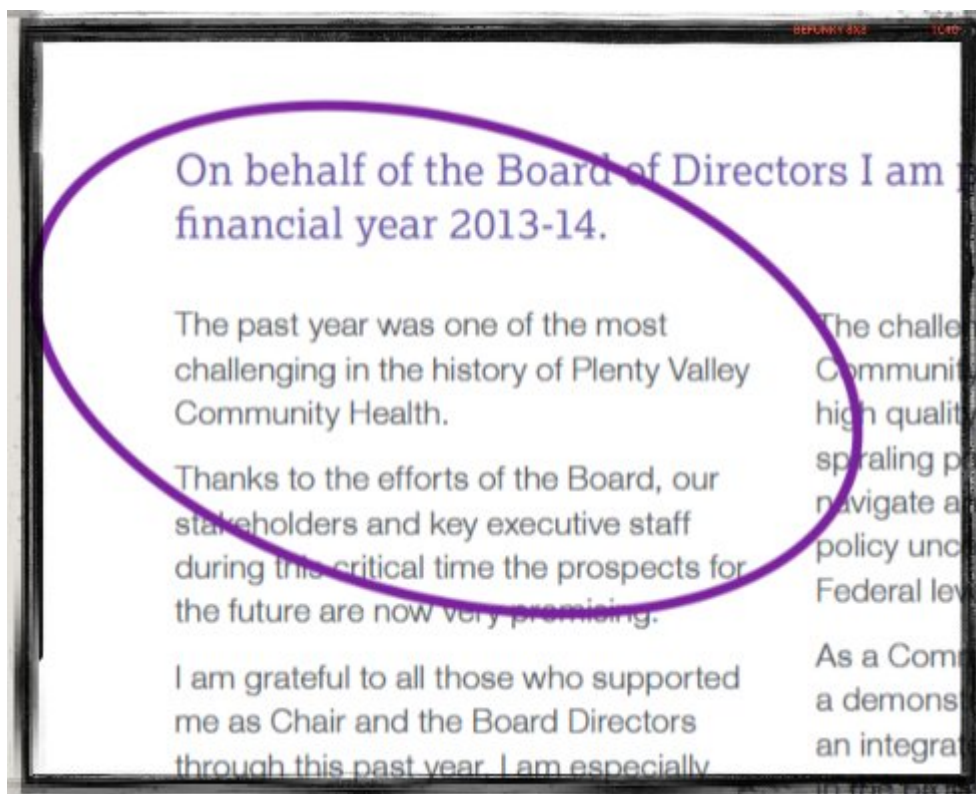 BEFUNKY 8X8
On behalf of the Board of Directors I am
financial year 2013-14.
The past year was one of the most
challenging in the history of Plenty Valley
Community Health.
Thanks to the efforts of the Board, our
stakeholders and key executive staff
during this critical time the prospects for
the future are now very promising.
I am grateful to all those who supported
me as Chair and the Board Directors
through this past year. I am especially
The challe
Communit
high quality
spiraling p
navigate a
policy unc
Federal lev
As a Com
a demons
an integrat